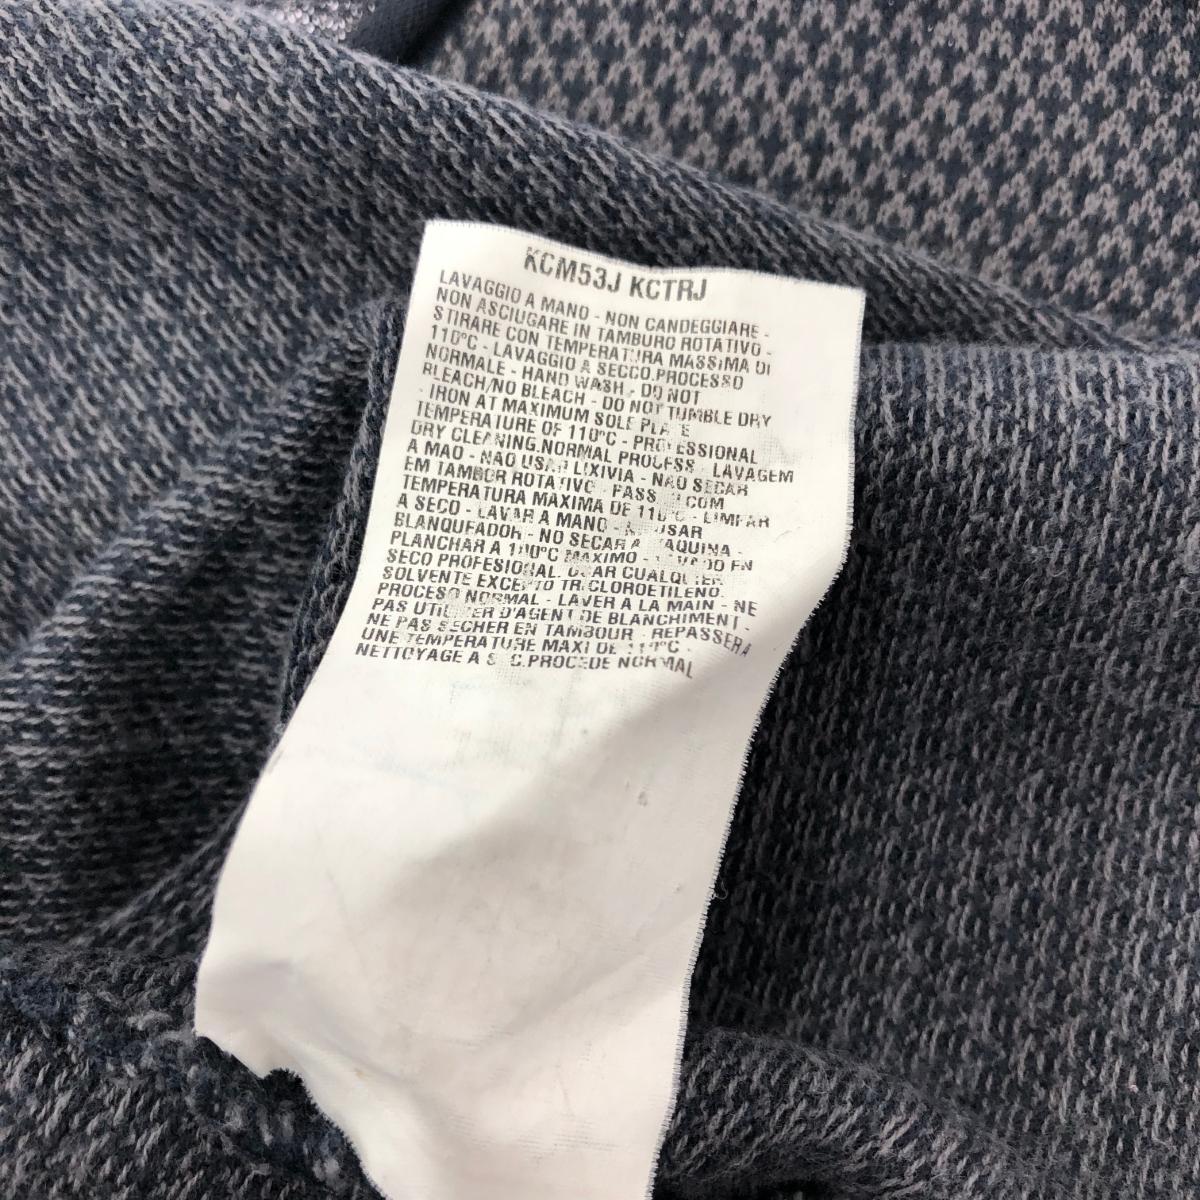 KCM53J KCTRJ
LAVAGGIO A MANO - NON CANDEGGIARE -
NON ASCIUGARE IN TAMBURO ROTATIVO -
STIRARE CON TEMPERATURA MASSIMA DI
110°C - LAVAGGIO A SECCO.PROCESSO
NORMALE - HAND WASH - DO NOT
BLEACH/NO BLEACH - DO NOT TUMBLE DRY
- IRON AT MAXIMUM SOLE PLATE
TEMPERATURE OF 110°C - PROFESSIONAL
DRY CLEANING.NORMAL PROCESS - LAVAGEM
A MAO - NAO USAR LIXIVIA - NAO SECAR
EM TAMBOR ROTATIVO - PASSAR COM
TEMPERATURA MAXIMA DE 110°C - LIMPAR
A SECO - LAVAR A MANO - USAR
BLANQUEADOR - NO SECAR A MAQUINA -
PLANCHAR A 110°C MAXIMO - LAVADO EN
SECO PROFESIONAL. USAR CUALQUIER
SOLVENTE EXCEPTO TRICLOROETILENO.
PROCESO NORMAL - LAVER A LA MAIN - NE
PAS UTILISER D'AGENT DE BLANCHIMENT -
NE PAS SECHER EN TAMBOUR - REPASSER A
UNE TEMPERATURE MAXI DE 110°C -
NETTOYAGE A SEC.PROCEDE NORMAL